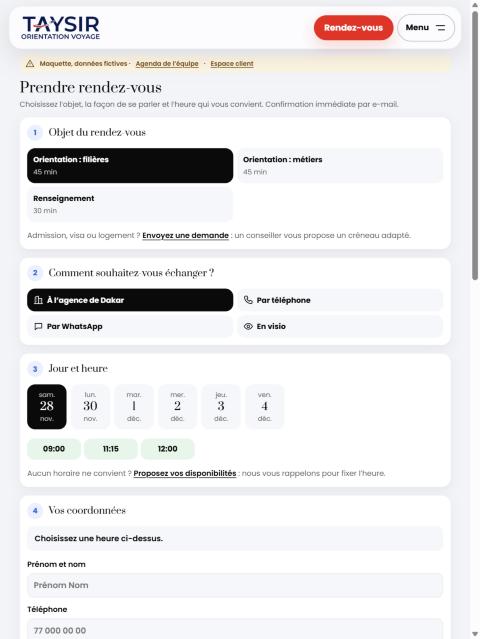 TAYSIR
ORIENTATION VOYAGE
Rendez-vous
Menu
Maquette, données fictives · Agenda de l'équipe · Espace client
Prendre rendez-vous
Choisissez l'objet, la façon de se parler et l'heure qui vous convient. Confirmation immédiate par e-mail.
1 Objet du rendez-vous
Orientation : filières
45 min
Orientation : métiers
45 min
Renseignement
30 min
Admission, visa ou logement ? Envoyez une demande : un conseiller vous propose un créneau adapté.
2 Comment souhaitez-vous échanger ?
À l'agence de Dakar
Par téléphone
Par WhatsApp
En visio
3 Jour et heure
sam.
28
nov.
lun.
30
nov.
mar.
1
déc.
mer.
2
déc.
jeu.
3
déc.
ven.
4
déc.
09:00
11:15
12:00
Aucun horaire ne convient ? Proposez vos disponibilités : nous vous rappelons pour fixer l'heure.
4 Vos coordonnées
Choisissez une heure ci-dessus.
Prénom et nom
Prénom Nom
Téléphone
77 000 00 00